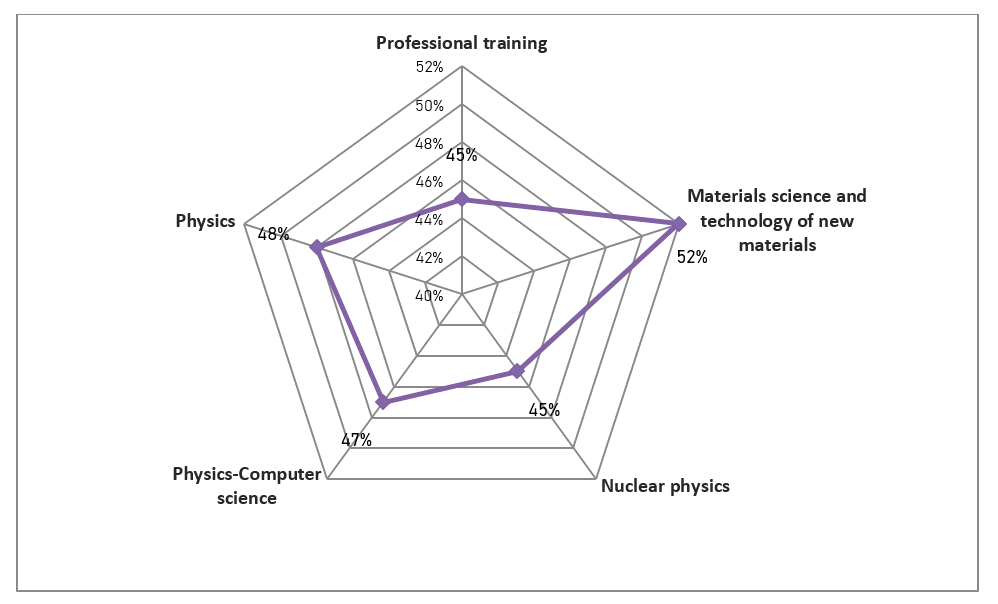 Professional training
52%
50%
48%
45%
46%
44%
42%
40%
Materials science and
technology of new
materials
52%
Physics
48%
45%
47%
Physics-Computer
science
Nuclear physics